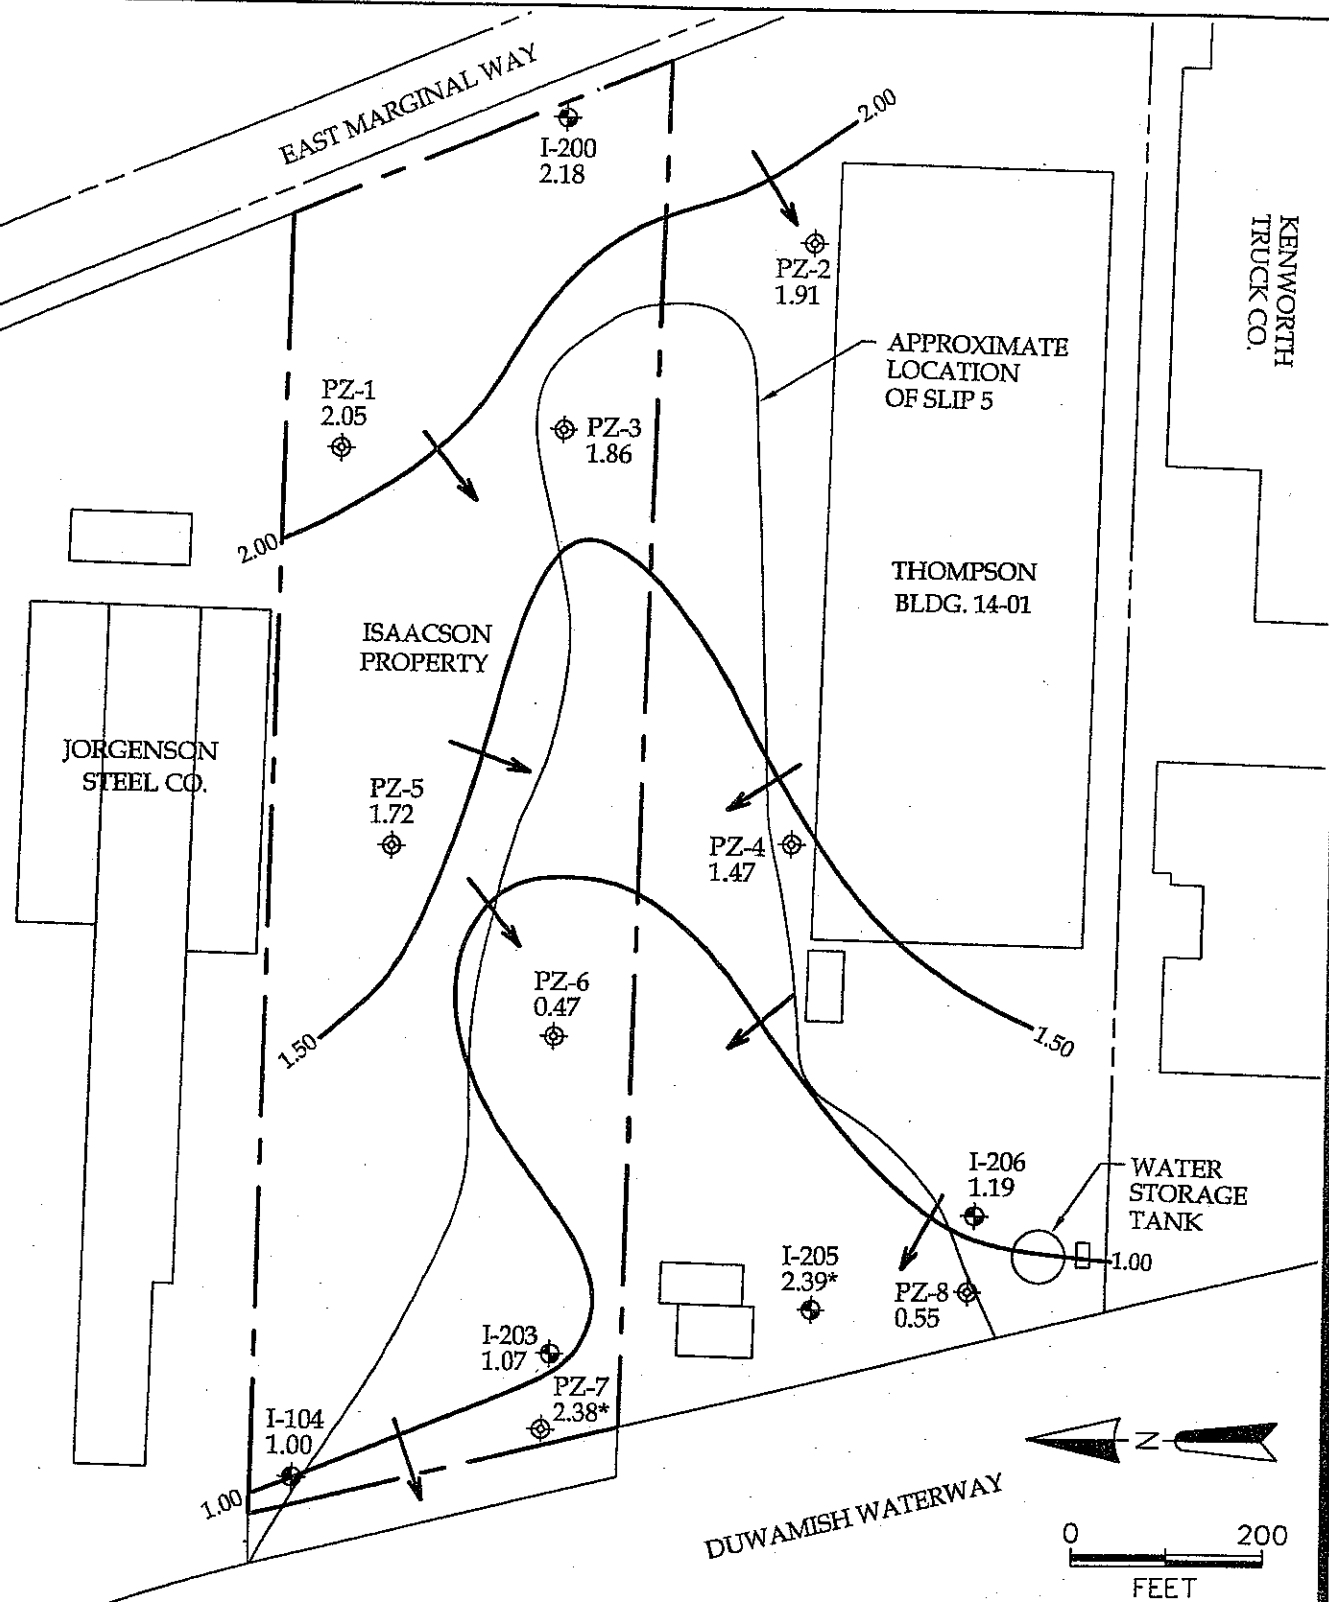 EAST MARGINAL WAY
I-200
2.18
2.00
PZ-2
1.91
KENWORTH
TRUCK CO.
APPROXIMATE
LOCATION
OF SLIP 5
PZ-1
2.05
PZ-3
1.86
2.00
THOMPSON
BLDG. 14-01
ISAACSON
PROPERTY
JORGENSON
STEEL CO.
PZ-5
1.72
PZ-4
1.47
PZ-6
0.47
1.50
1.50
I-206
1.19
WATER
STORAGE
TANK
I-205
2.39*
1.00
PZ-8
0.55
I-203
1.07
PZ-7
2.38*
I-104
1.00
1.00
N
DUWAMISH WATERWAY
0 200
FEET